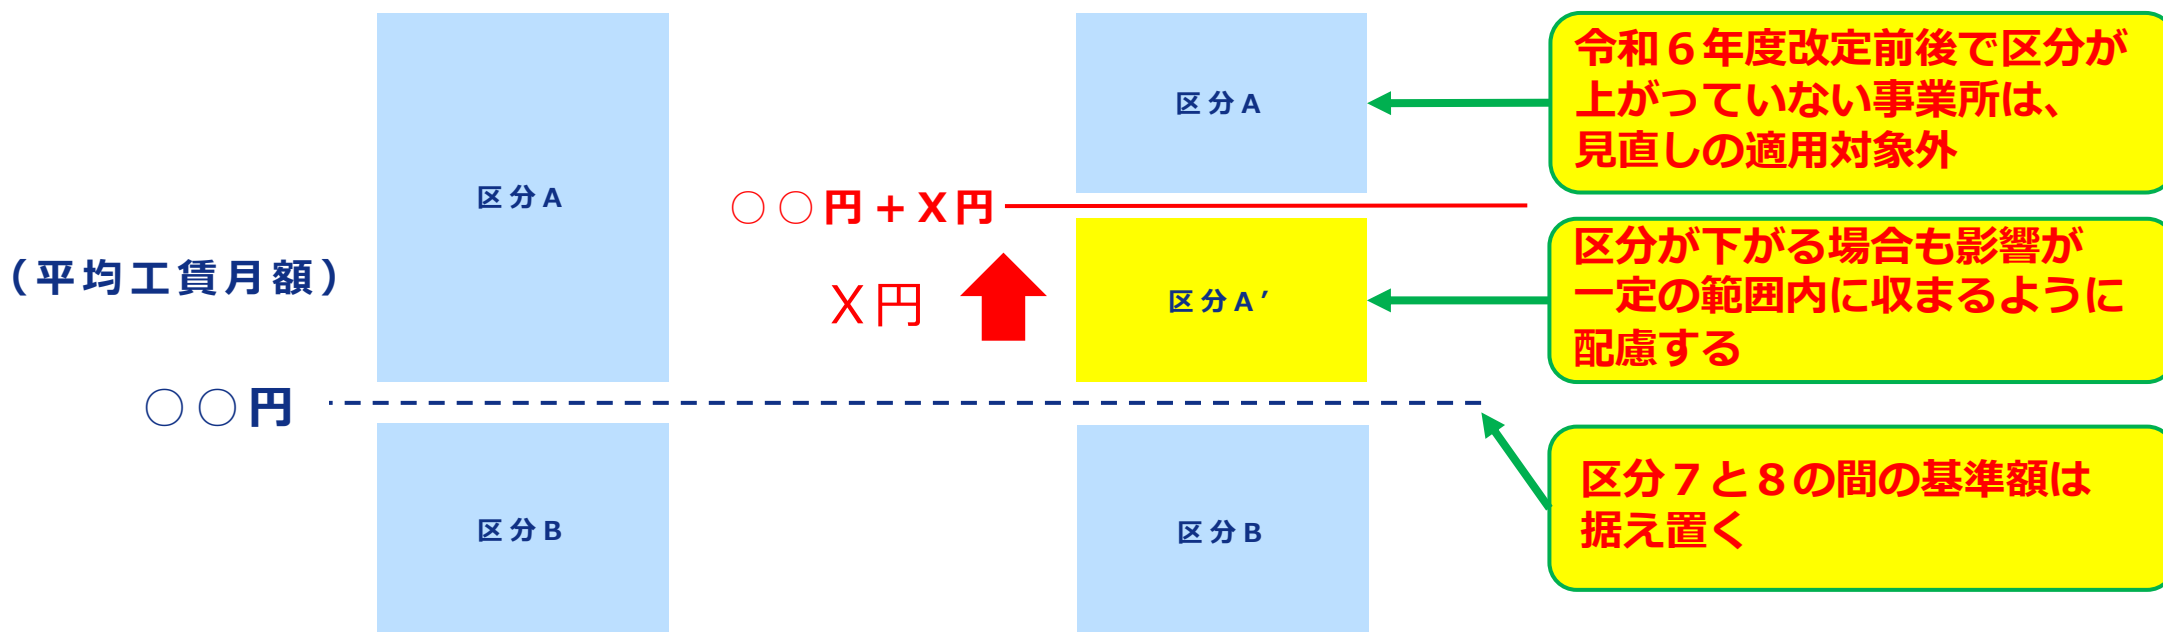 区分A
区分A
令和６年度改定前後で区分が
上がっていない事業所は、
見直しの適用対象外
○○円＋X円
（平均工賃月額）
X円
区分A′
区分が下がる場合も影響が
一定の範囲内に収まるように
配慮する
○○円
区分B
区分B
区分７と８の間の基準額は
据え置く